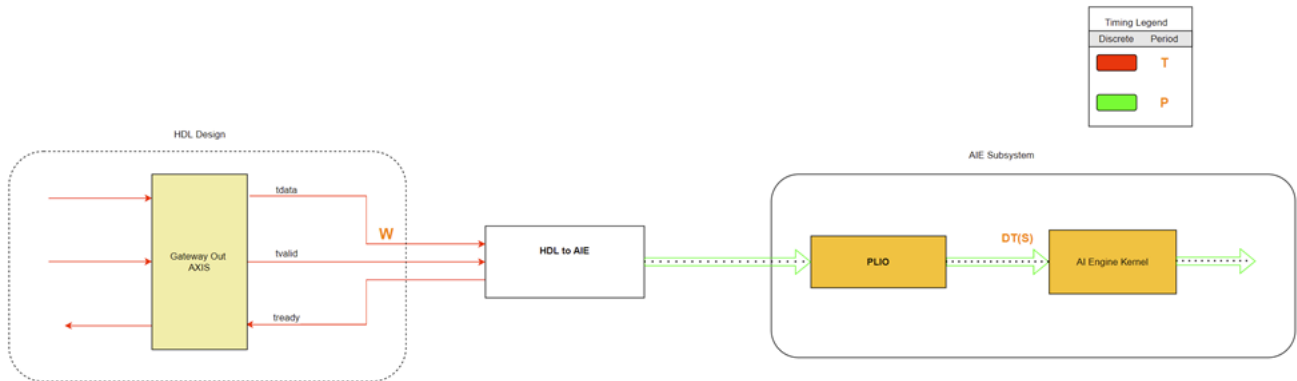 Timing Legend
Discrete Period
T
P
HDL Design
AIE Subsystem
tdata
W
DT(S)
HDL to AIE
Gateway Out
AXIS
tvalid
PLIO
AI Engine Kernel
tready